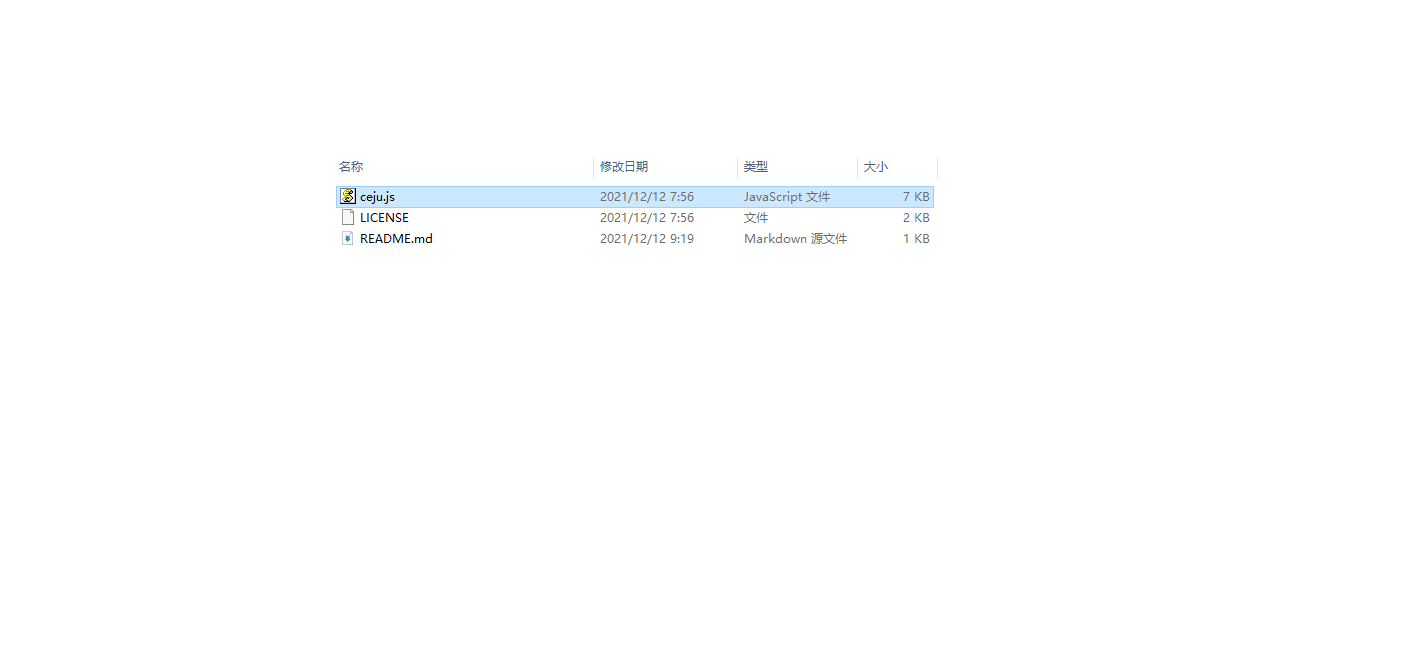 名称 修改日期 类型 大小
ceju.js 2021/12/12 7:56 JavaScript 文件 7 KB
LICENSE 2021/12/12 7:56 文件 2 KB
README.md 2021/12/12 9:19 Markdown 源文件 1 KB